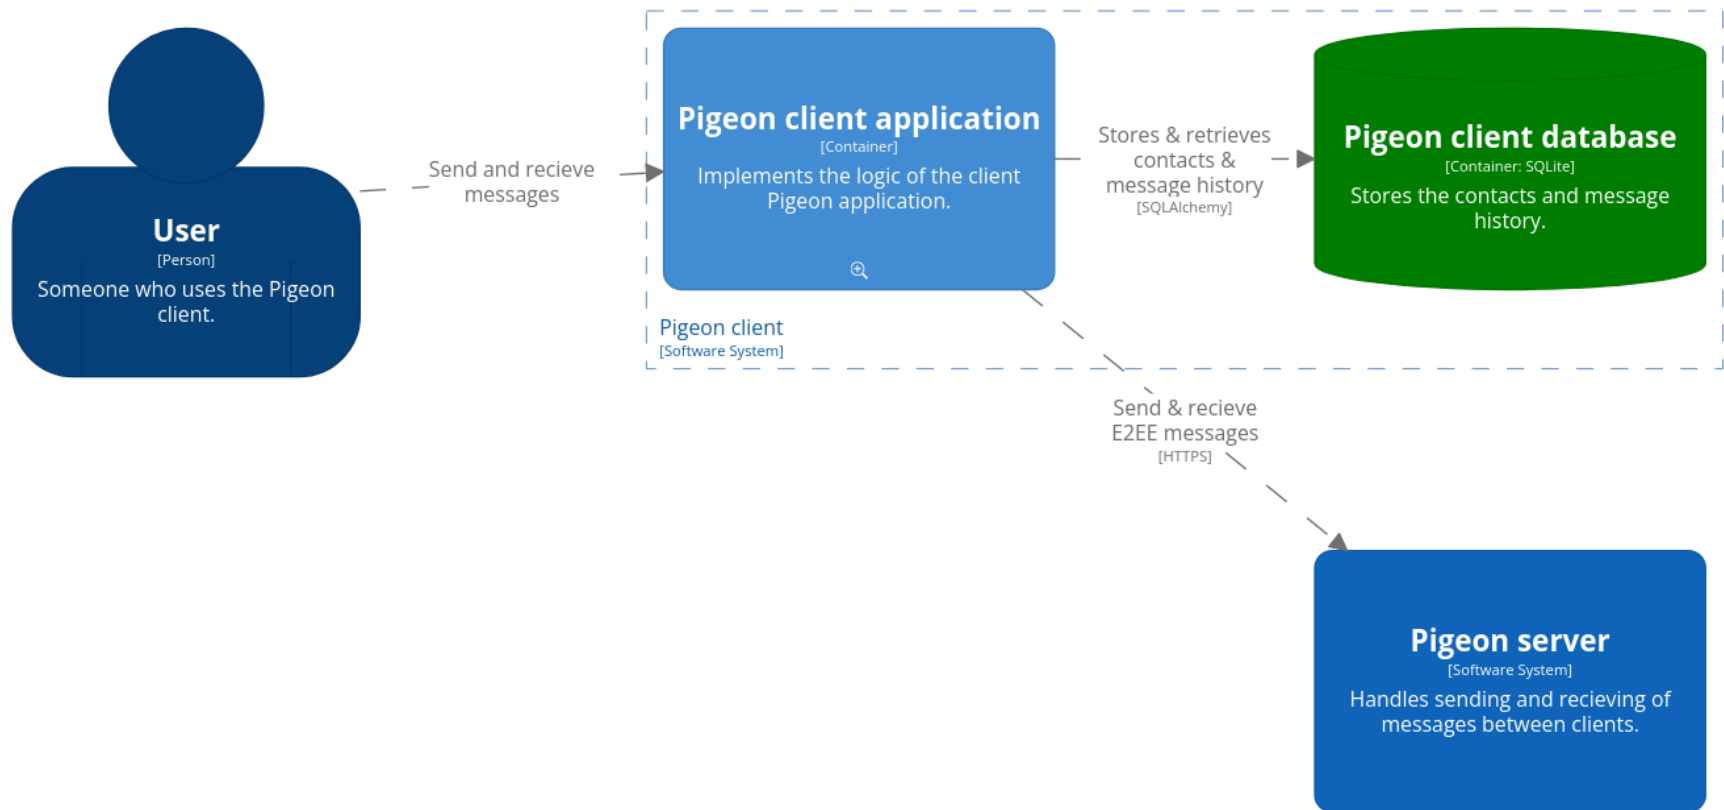 User
[Person]
Someone who uses the Pigeon
client.
Send and recieve
messages
Pigeon client application
[Container]
Implements the logic of the client
Pigeon application.
Stores & retrieves
contacts &
message history
[SQLAlchemy]
Pigeon client database
[Container: SQLite]
Stores the contacts and message
history.
Pigeon client
[Software System]
Send & recieve
E2EE messages
[HTTPS]
Pigeon server
[Software System]
Handles sending and recieving of
messages between clients.